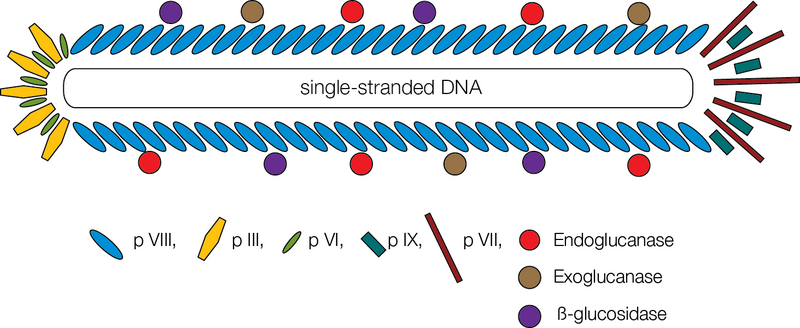 single-stranded DNA
p VIII, p III, p VI, p IX, p VII, Endoglucanase
Exoglucanase
ß-glucosidase